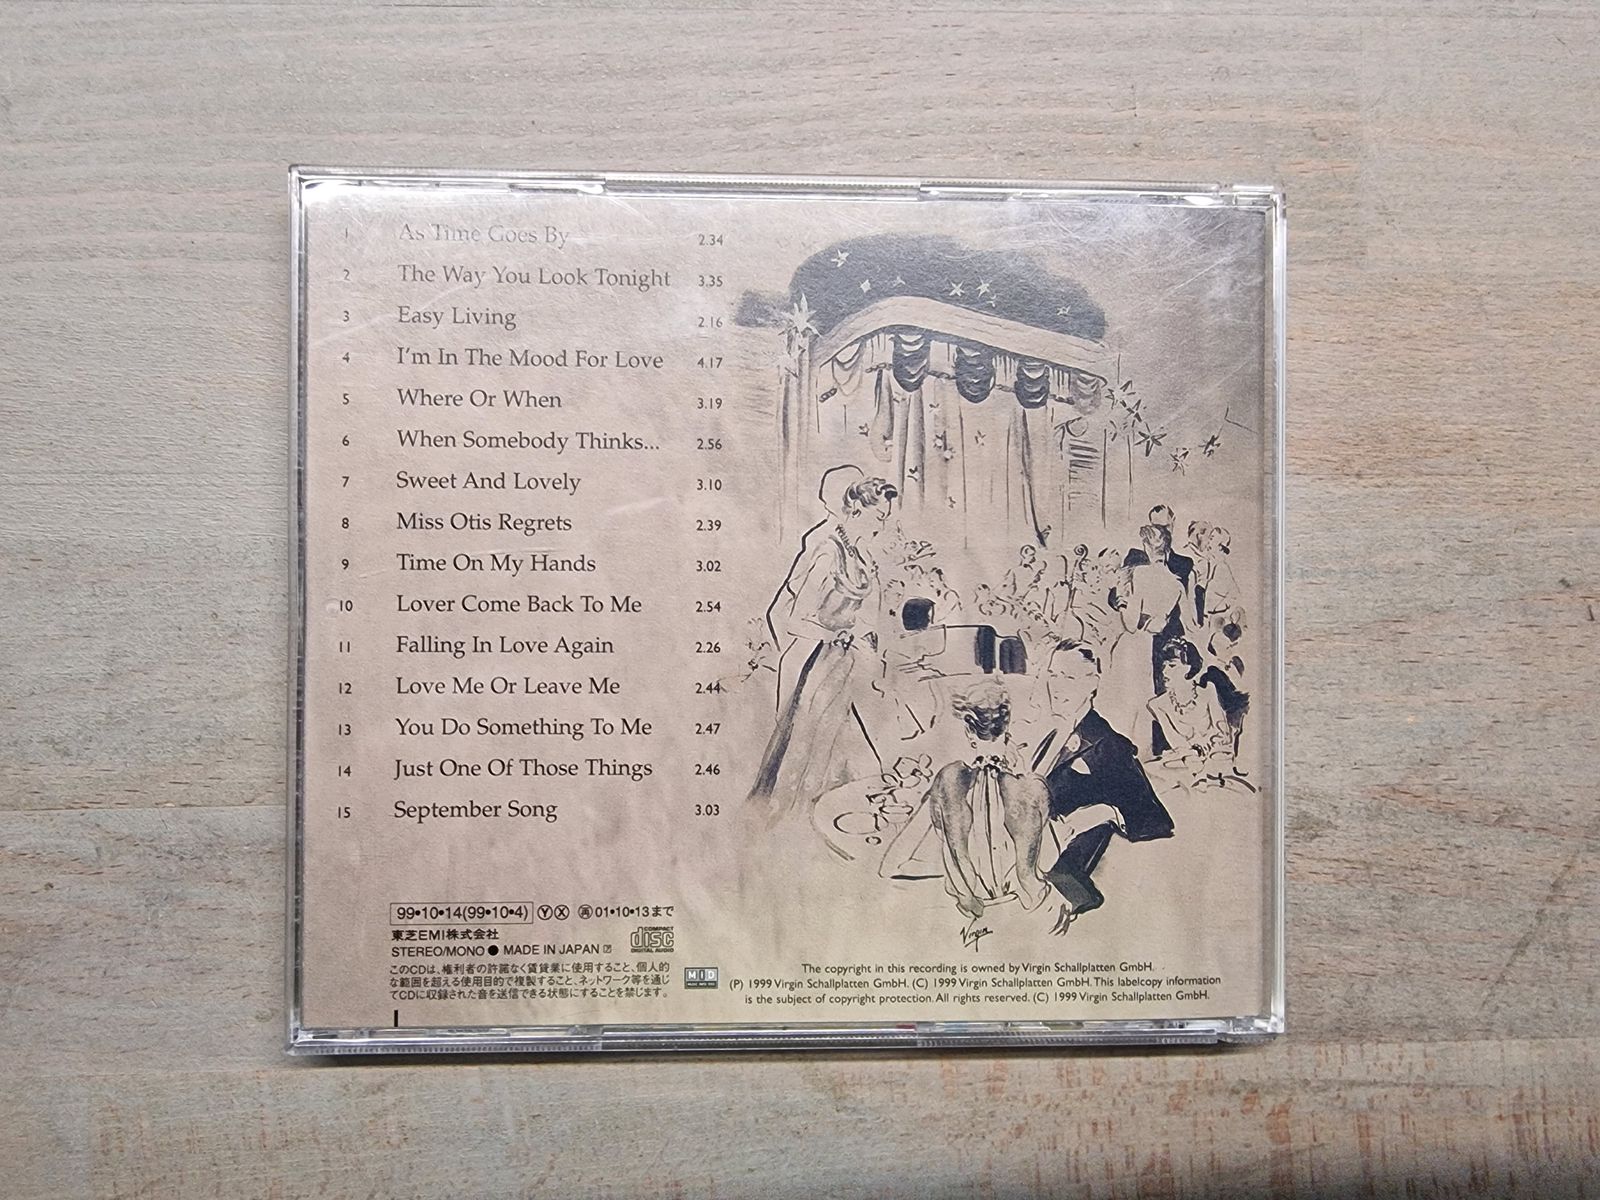 1 As Time Goes By 2.34
2 The Way You Look Tonight 3.35
3 Easy Living 2.16
4 I'm In The Mood For Love 4.17
5 Where Or When 3.19
6 When Somebody Thinks... 2.56
7 Sweet And Lovely 3.10
8 Miss Otis Regrets 2.39
9 Time On My Hands 3.02
10 Lover Come Back To Me 2.54
11 Falling In Love Again 2.26
12 Love Me Or Leave Me 2.44
13 You Do Something To Me 2.47
14 Just One Of Those Things 2.46
15 September Song 3.03
99•10•14(99•10•4) ⓎⓍ ㊢01•10•13まで
東芝EMI株式会社
STEREO/MONO ● MADE IN JAPAN
COMPACT
disc
DIGITAL AUDIO
このCDは、権利者の許諾なく賃貸業に使用すること、個人的
な範囲を超える使用目的で複製すること、ネットワーク等を通じ
てCDに収録された音を送信できる状態にすることを禁じます。
MID
Virgin
The copyright in this recording is owned by Virgin Schallplatten GmbH.
(P) 1999 Virgin Schallplatten GmbH. (C) 1999 Virgin Schallplatten GmbH. This labelcopy information
is the subject of copyright protection. All rights reserved. (C) 1999 Virgin Schallplatten GmbH.